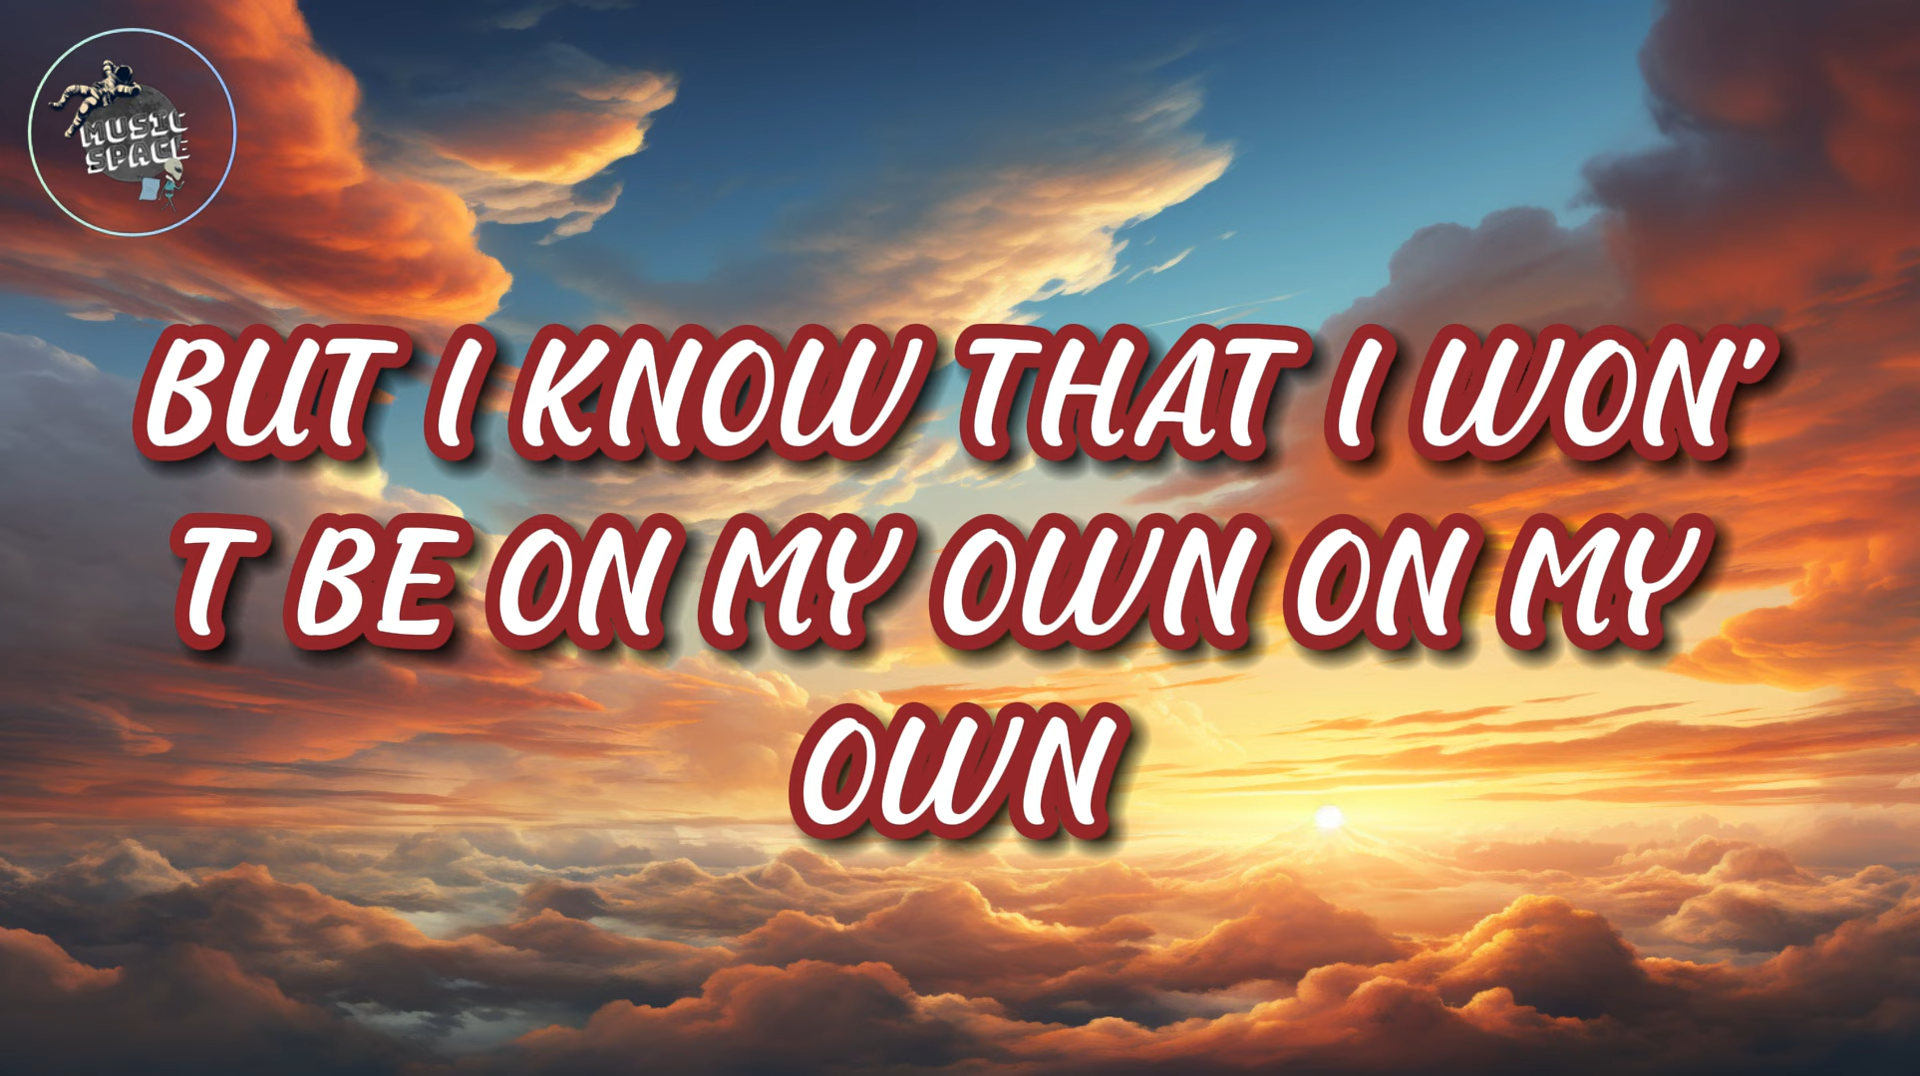 MUSIC
SPACE
BUT I KNOW THAT I WON'
T BE ON MY OWN ON MY
OWN